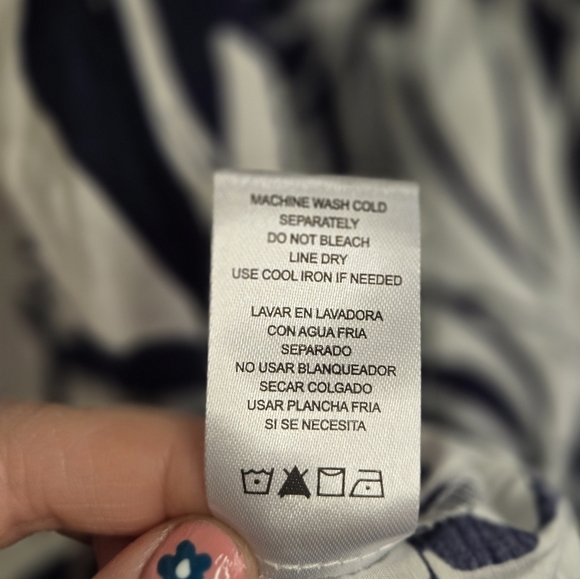 MACHINE WASH COLD
SEPARATELY
DO NOT BLEACH
LINE DRY
USE COOL IRON IF NEEDED
LAVAR EN LAVADORA
CON AGUA FRIA
SEPARADO
NO USAR BLANQUEADOR
SECAR COLGADO
USAR PLANCHA FRIA
SI SE NECESITA